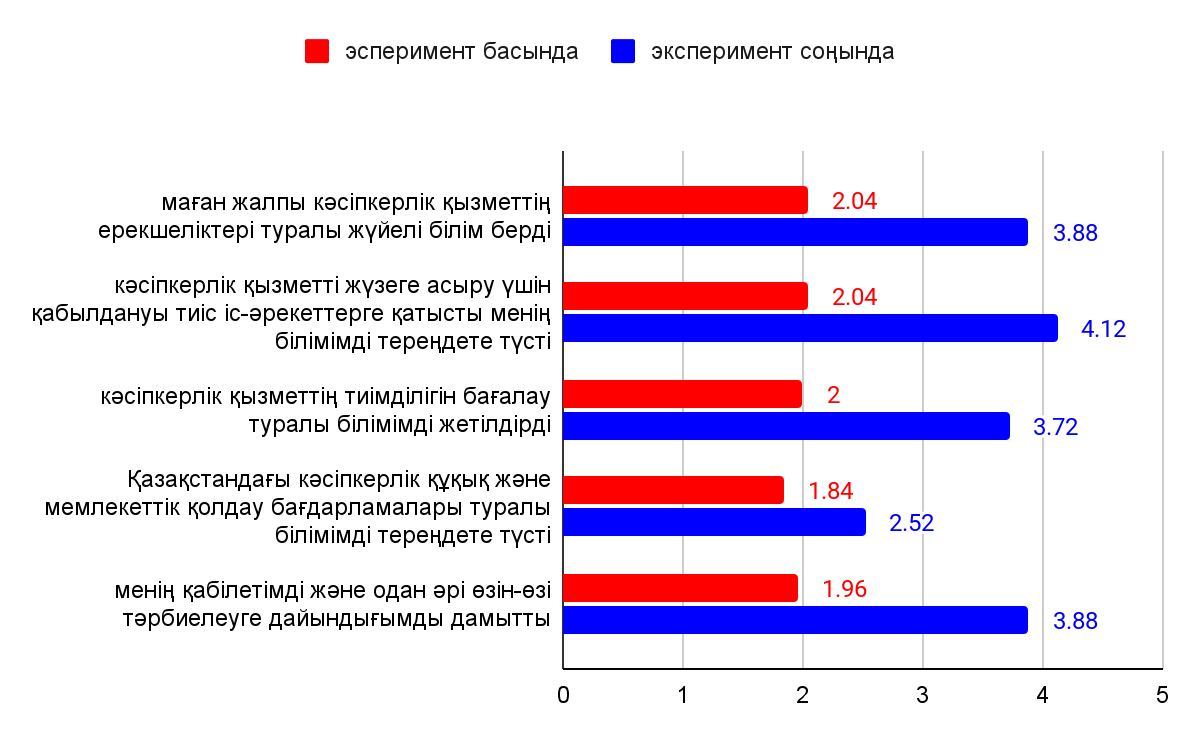 эсперимент басында
эксперимент соңында
маған жалпы кәсіпкерлік қызметтің
ерекшеліктері туралы жүйелі білім берді
2.04
3.88
кәсіпкерлік қызметті жүзеге асыру үшін
қабылдануы тиіс іс-әрекеттерге қатысты менің
білімімді тереңдете түсті
2.04
4.12
кәсіпкерлік қызметтің тиімділігін бағалау
туралы білімімді жетілдірді
2
3.72
Қазақстандағы кәсіпкерлік құқық және
мемлекеттік қолдау бағдарламалары туралы
білімімді тереңдете түсті
1.84
2.52
менің қабілетімді және одан әрі өзін-өзі
тәрбиелеуге дайындығымды дамытты
1.96
3.88
0 1 2 3 4 5